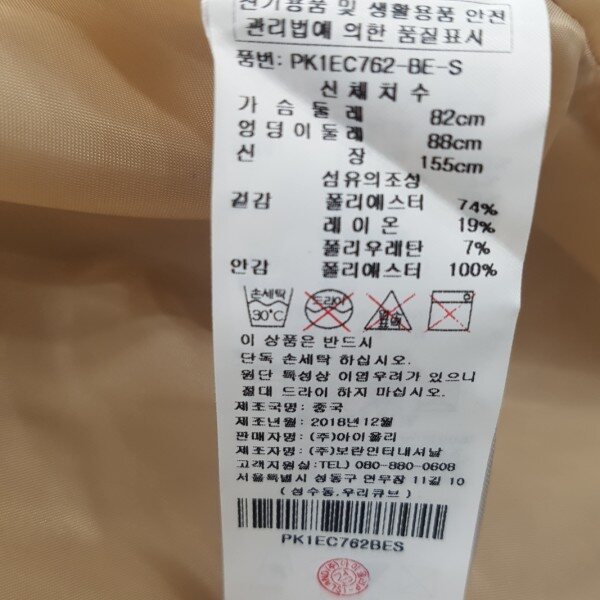 전기용품 및 생활용품 안전
관리법에 의한 품질표시
품번: PK1EC762-BE-S
신체치수
가슴둘레 82cm
엉덩이둘레 88cm
신장 155cm
섬유의조성
겉감 폴리에스터 74%
레이온 19%
폴리우레탄 7%
안감 폴리에스터 100%
손세탁 30℃ 드라이
이 상품은 반드시
단독 손세탁 하십시오.
원단 특성상 이염우려가 있으니
절대 드라이 하지 마십시오.
제조국명: 중국
제조년월: 2018년12월
판매자명: (주)아이올리
제조자명: (주)보란인터내셔날
고객지원실:TEL) 080-880-0608
서울특별시 성동구 연무장 11길 10
(성수동,우리큐브)
PK1EC762BES